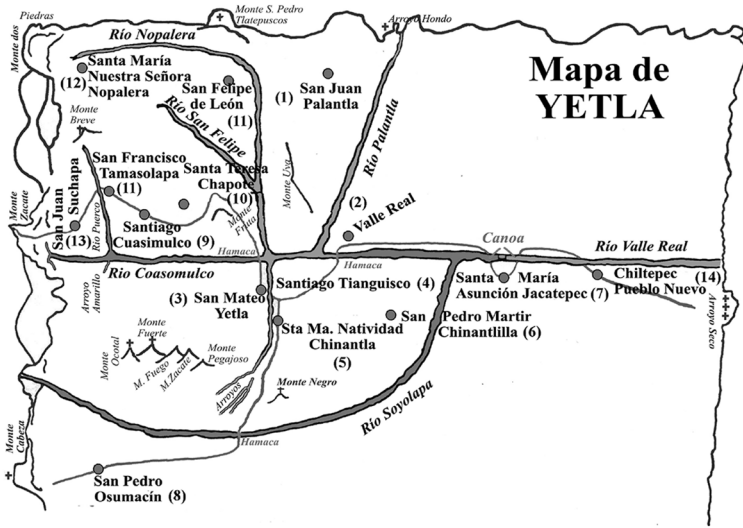 Piedras
Monte dos
Monte S. Pedro
Tlatepuscos
Arroyo Hondo
Río Nopalera
Mapa de
YETLA
Santa María
Nuestra Señora
Nopalera
(12)
San Felipe
de León
(11)
San Juan
Palantla
(1)
Río San Felipe
Río Palantla
Monte
Breve
San Francisco
Tamasolapa
(11)
Santa Teresa
Chapote
(10)
Monte Uva
(2)
Valle Real
Monte
Zacate
San Juan
Suchapa
(13)
Río Puerco
Santiago
Cuasimulco (9)
Monte
Fruta
Hamaca
Hamaca
Canoa
Río Valle Real
Río Coasomulco
Arroyo
Amarillo
(3) San Mateo
Yetla
Santiago Tianguisco (4)
Santa María
Asunción Jacatepec (7)
Chiltepec (14)
Pueblo Nuevo
Arroyo Seco
Sta Ma. Natividad
Chinantla
(5)
San Pedro Martir
Chinantlilla
(6)
Monte
Ocotal
Monte
Fuerte
M. Fuego
M.Zacate
Monte
Pegajoso
Arroyos
Monte Negro
Río Soyolapa
Hamaca
Monte
Cabeza
San Pedro
Osumacín (8)